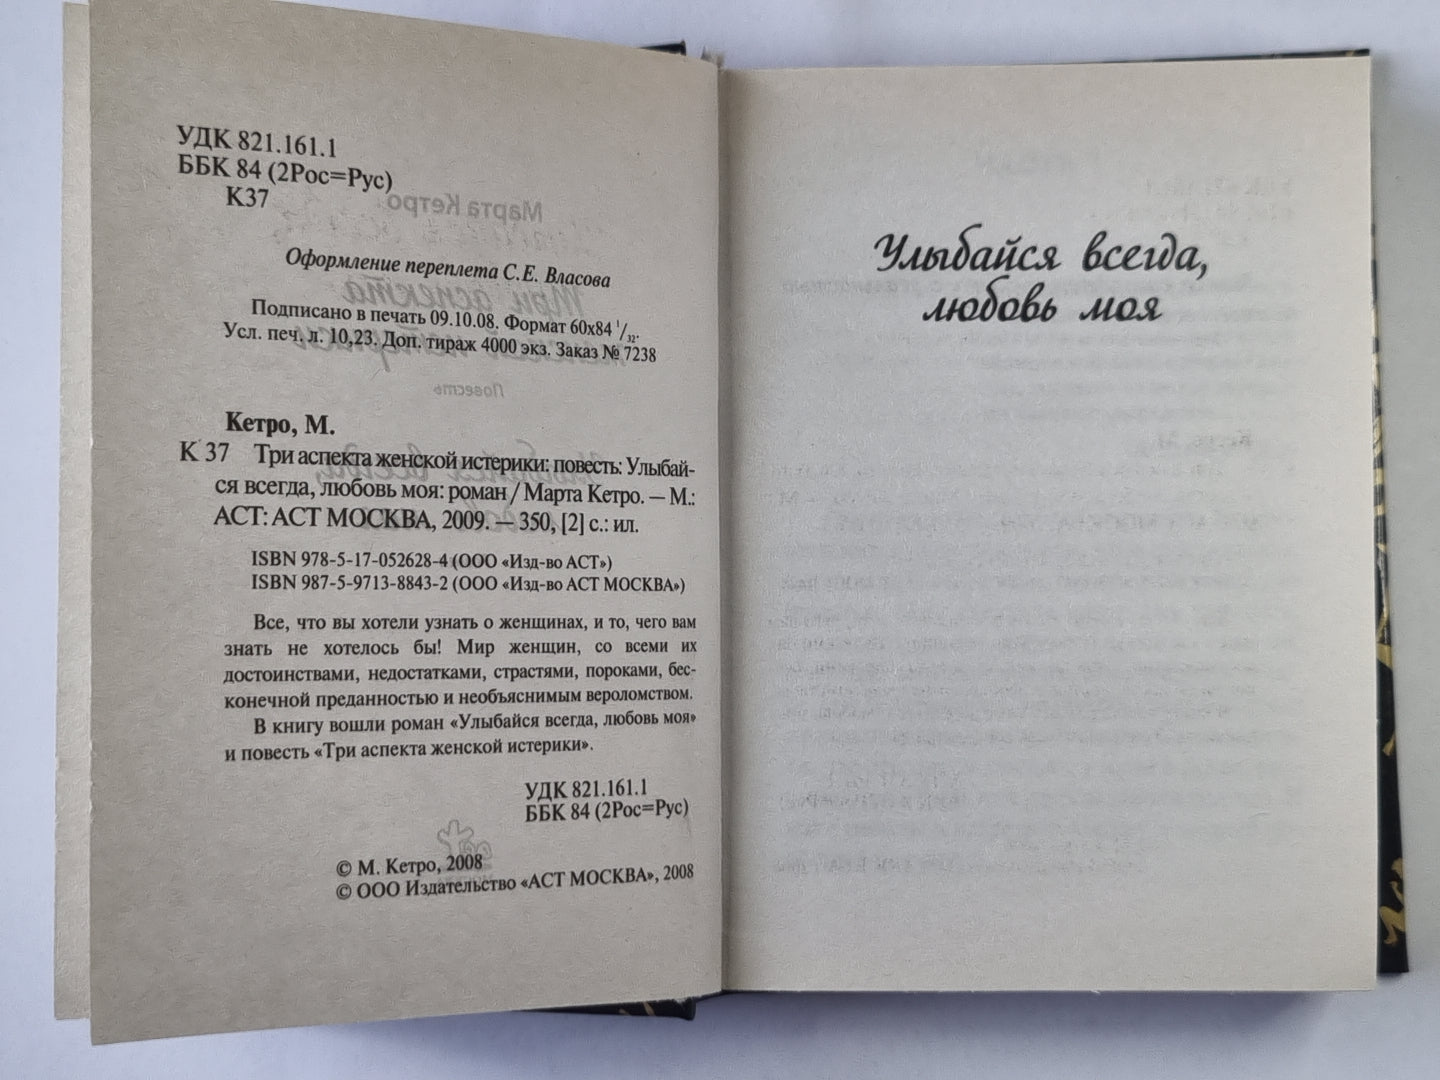 УДК 821.161.1
ББК 84 (2Рос=Рус)
К37
Оформление переплета С.Е. Власова
Подписано в печать 09.10.08. Формат 60х84 1/32.
Усл. печ. л. 10,23. Доп. тираж 4000 экз. Заказ № 7238
Кетро, М.
К 37 Три аспекта женской истерики: повесть: Улыбай-
ся всегда, любовь моя: роман / Марта Кетро. — М.:
АСТ: АСТ МОСКВА, 2009. — 350, [2] с.: ил.
ISBN 978-5-17-052628-4 (ООО «Изд-во АСТ»)
ISBN 987-5-9713-8843-2 (ООО «Изд-во АСТ МОСКВА»)
Все, что вы хотели узнать о женщинах, и то, чего вам
знать не хотелось бы! Мир женщин, со всеми их
достоинствами, недостатками, страстями, пороками, бес-
конечной преданностью и необъяснимым вероломством.
В книгу вошли роман «Улыбайся всегда, любовь моя»
и повесть «Три аспекта женской истерики».
УДК 821.161.1
ББК 84 (2Рос=Рус)
© М. Кетро, 2008
© ООО Издательство «АСТ МОСКВА», 2008
Улыбайся всегда,
любовь моя